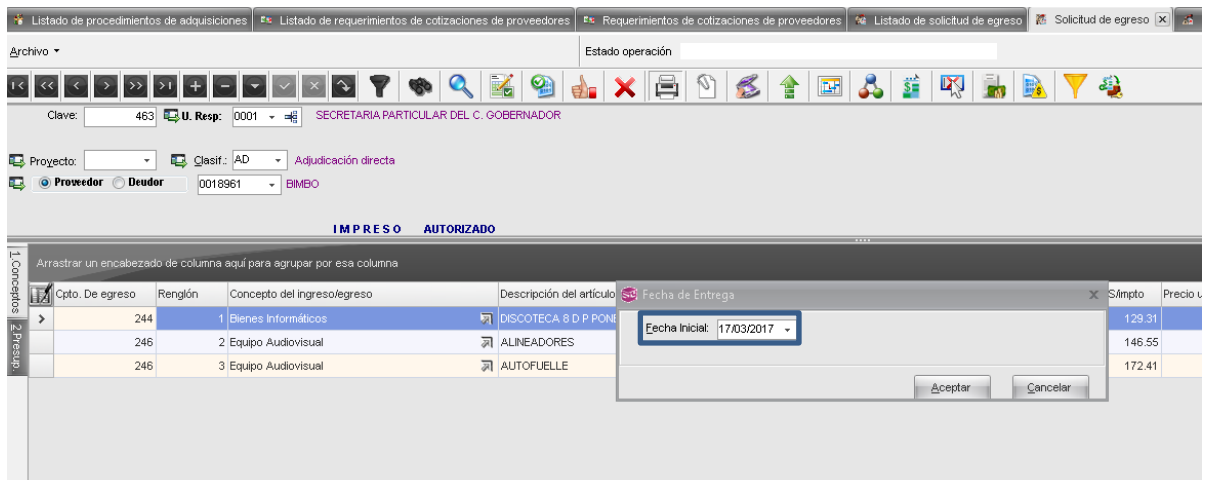 Listado de procedimientos de adquisiciones Listado de requerimientos de cotizaciones de proveedores Requerimientos de cotizaciones de proveedores Listado de solicitud de egreso Solicitud de egreso
Archivo Estado operación
Clave: 463 U. Resp: 0001 SECRETARIA PARTICULAR DEL C. GOBERNADOR
Proyecto: Clasif.: AD Adjudicación directa
Proveedor Deudor 0018961 BIMBO
IMPRESO AUTORIZADO
Arrastrar un encabezado de columna aquí para agrupar por esa columna
1.Conceptos
2.Presup.
Cpto. De egreso Renglón Concepto del ingreso/egreso Descripción del artículo S/impto Precio u
244 1 Bienes Informáticos DISCOTECA 8 D P PONE 129.31
246 2 Equipo Audiovisual ALINEADORES 146.55
246 3 Equipo Audiovisual AUTOFUELLE 172.41
Fecha de Entrega
Fecha Inicial: 17/03/2017
Aceptar Cancelar